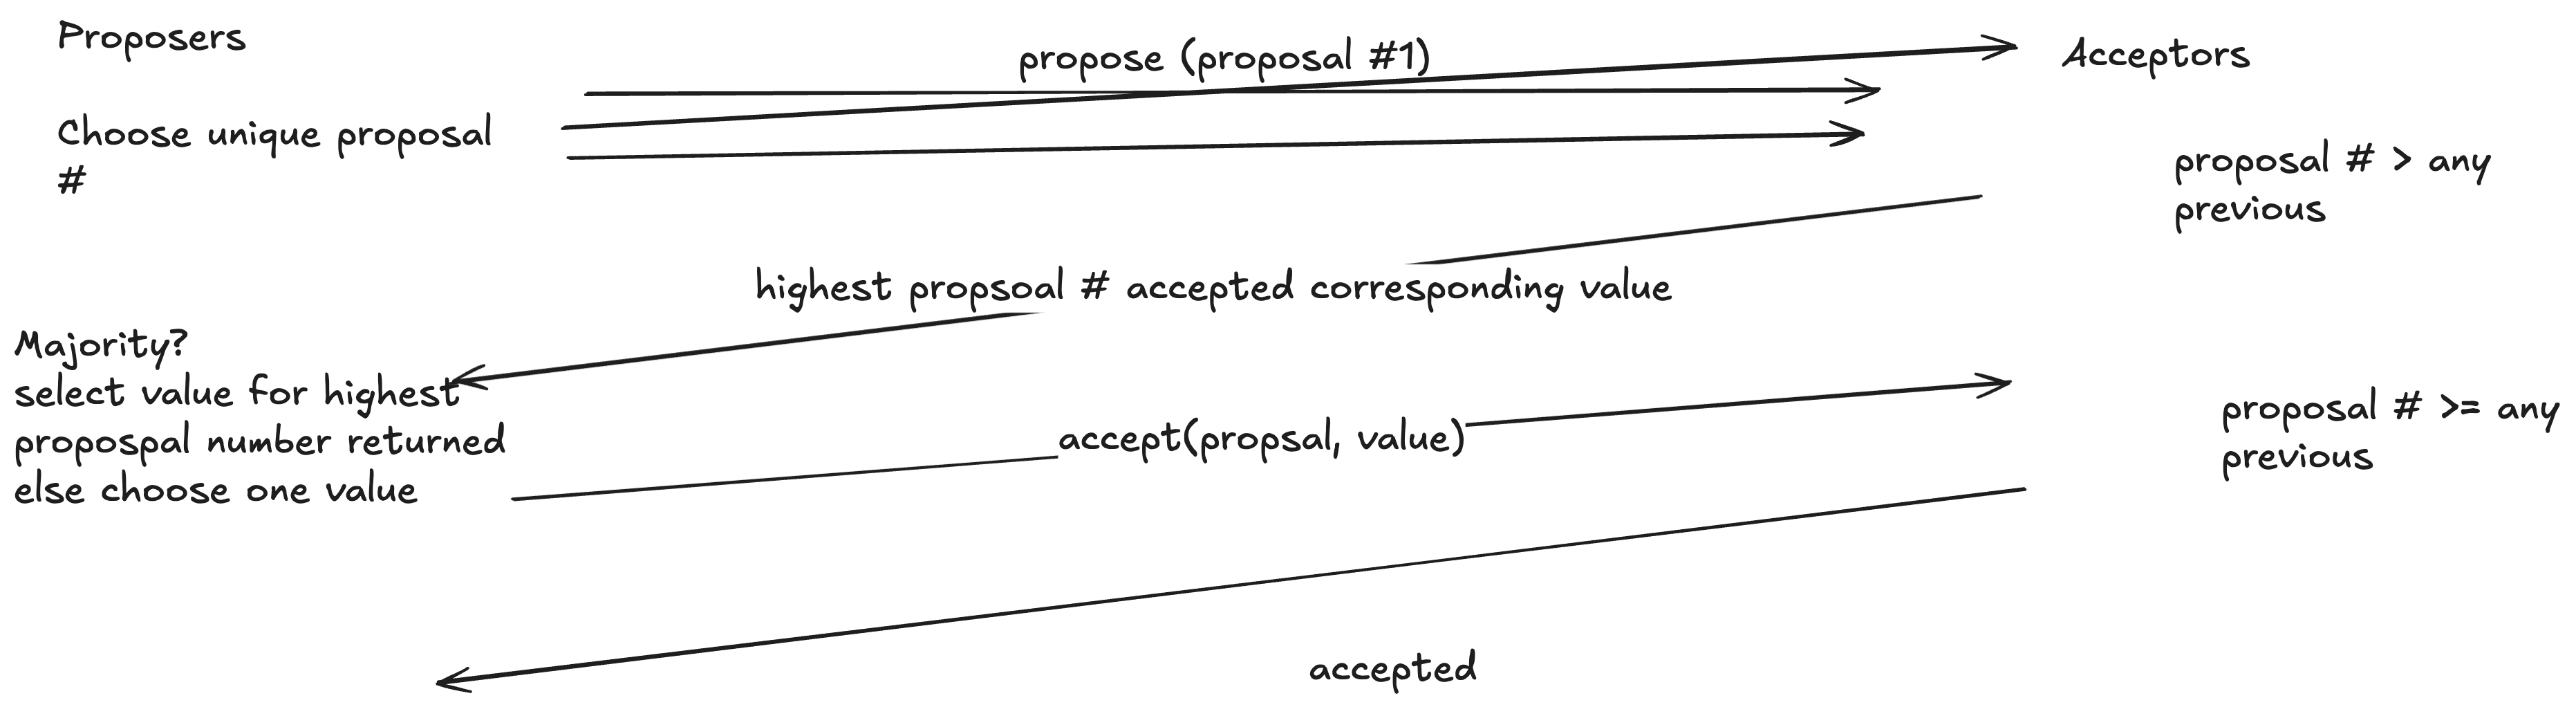 Proposers
propose (proposal #1)
Acceptors
Choose unique proposal
#
proposal # > any
previous
highest propsoal # accepted corresponding value
Majority?
select value for highest
propospal number returned
else choose one value
accept(propsal, value)
proposal # >= any
previous
accepted